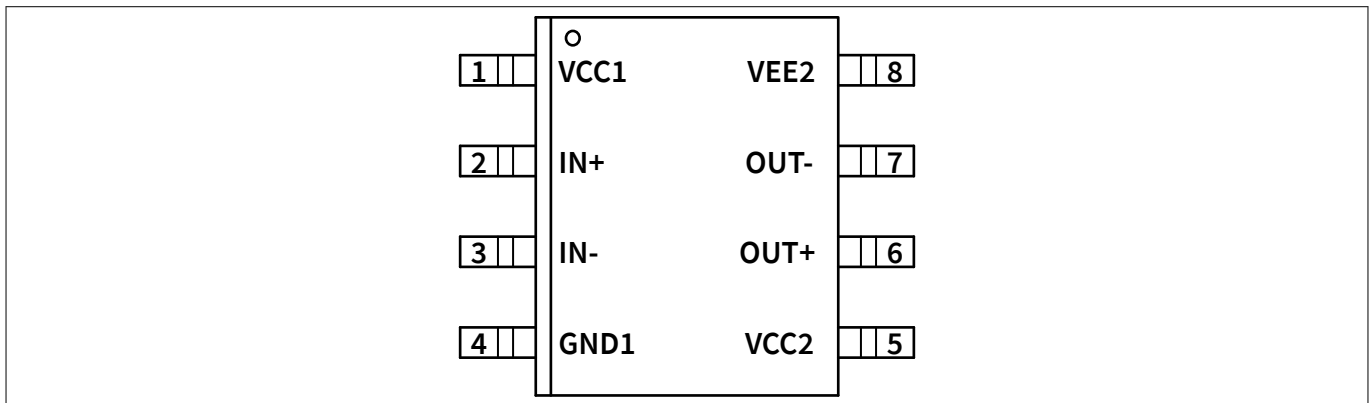 1 VCC1 VEE2 8
2 IN+ OUT- 7
3 IN- OUT+ 6
4 GND1 VCC2 5